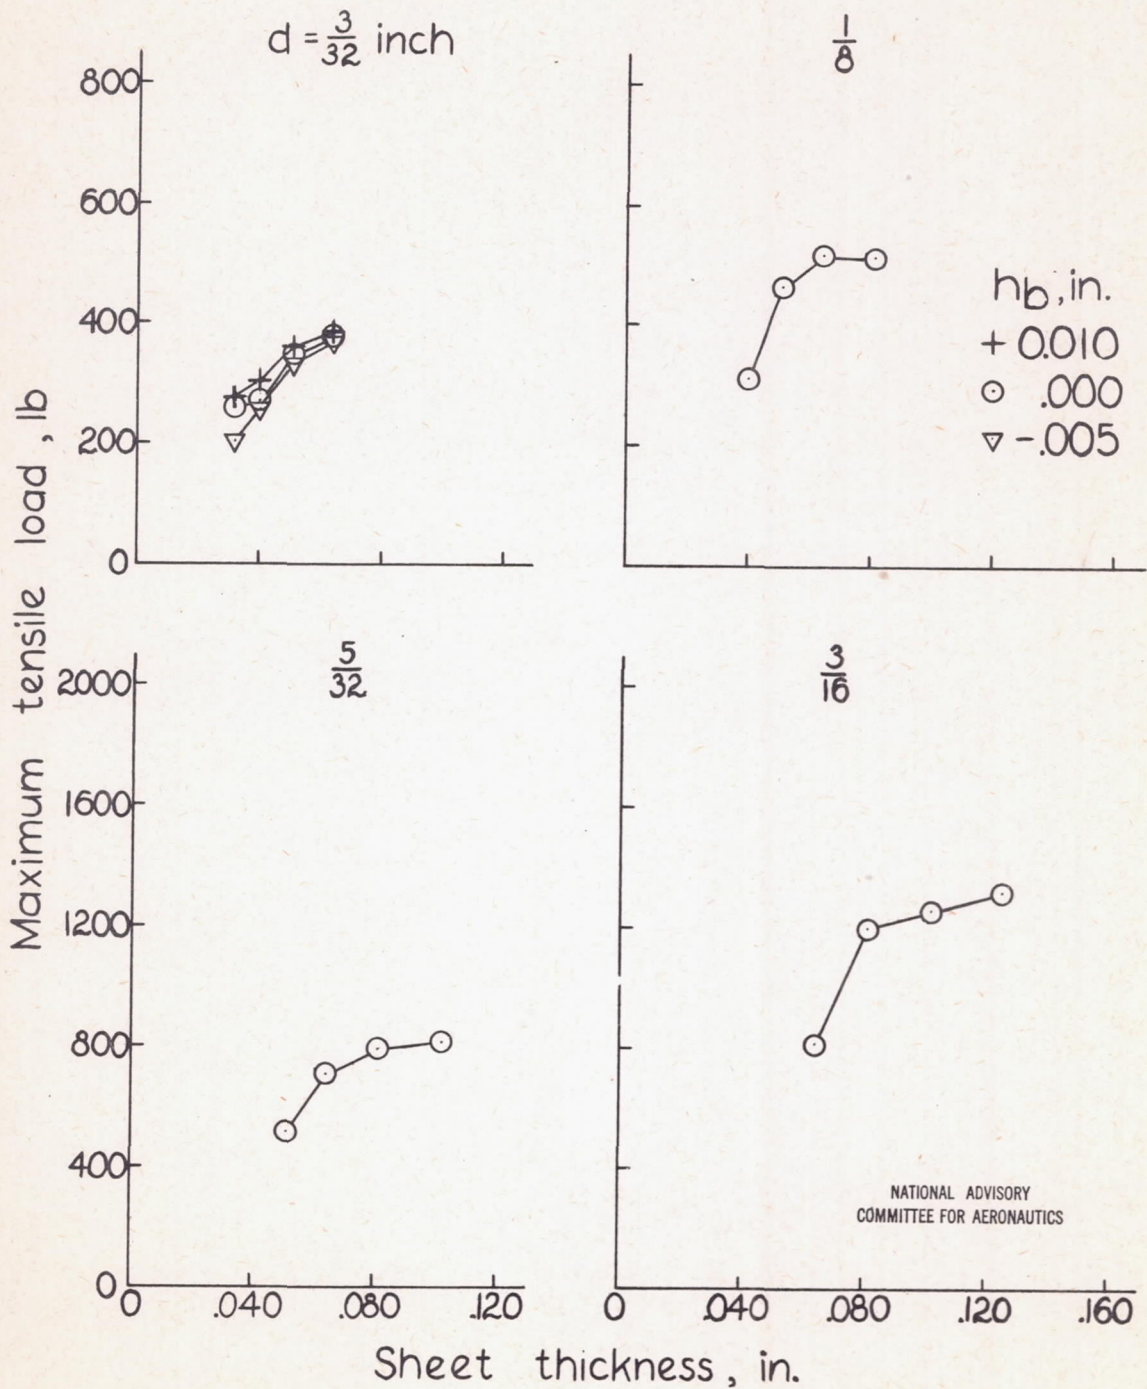 d = 3/32 inch
1/8
800
600
400
200
0
h_b, in.
+ 0.010
⊙ .000
▽ -.005
Maximum tensile load, lb
5/32
3/16
2000
1600
1200
800
400
0
NATIONAL ADVISORY
COMMITTEE FOR AERONAUTICS
0 .040 .080 .120
0 .040 .080 .120 .160
Sheet thickness, in.